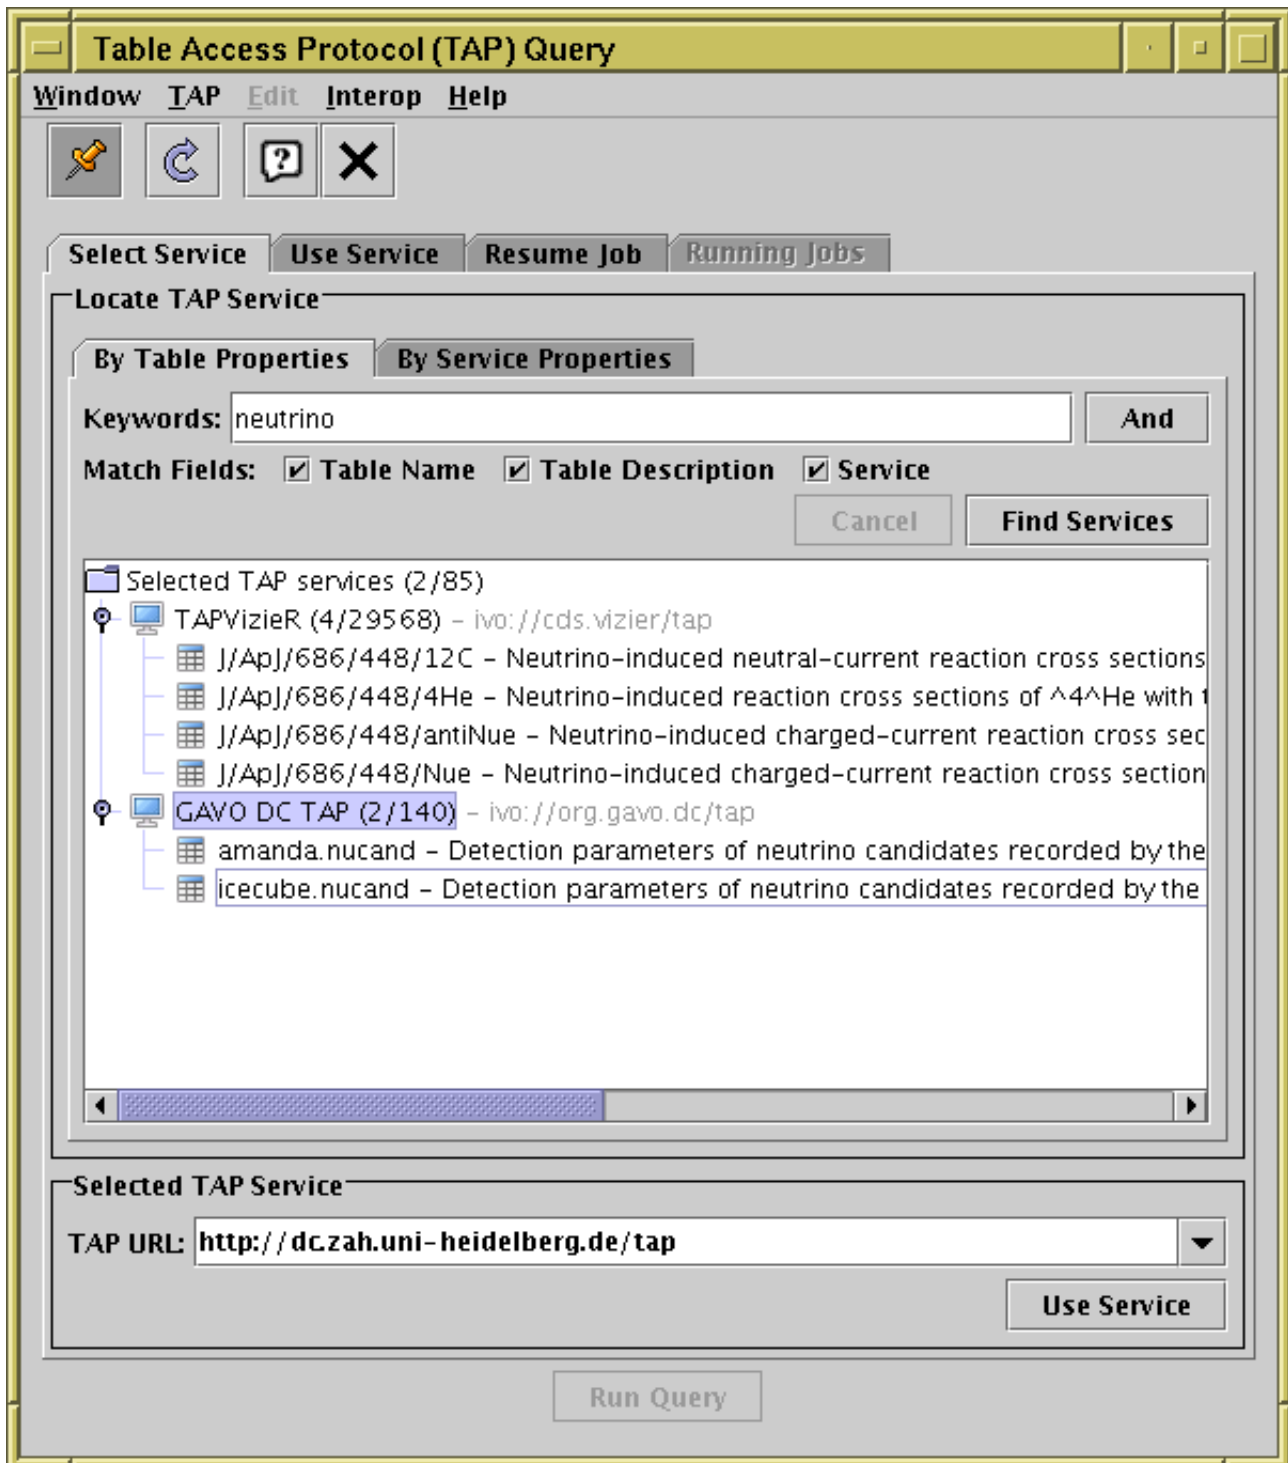 Table Access Protocol (TAP) Query
Window TAP Edit Interop Help
Select Service Use Service Resume Job Running Jobs
Locate TAP Service
By Table Properties By Service Properties
Keywords: neutrino And
Match Fields: Table Name Table Description Service
Cancel Find Services
Selected TAP services (2/85)
TAPVizieR (4/29568) – ivo://cds.vizier/tap
J/ApJ/686/448/12C – Neutrino-induced neutral-current reaction cross sections
J/ApJ/686/448/4He – Neutrino-induced reaction cross sections of ^4^He with t
J/ApJ/686/448/antiNue – Neutrino-induced charged-current reaction cross sec
J/ApJ/686/448/Nue – Neutrino-induced charged-current reaction cross section
GAVO DC TAP (2/140) – ivo://org.gavo.dc/tap
amanda.nucand – Detection parameters of neutrino candidates recorded by the
icecube.nucand – Detection parameters of neutrino candidates recorded by the
Selected TAP Service
TAP URL: http://dc.zah.uni-heidelberg.de/tap
Use Service
Run Query